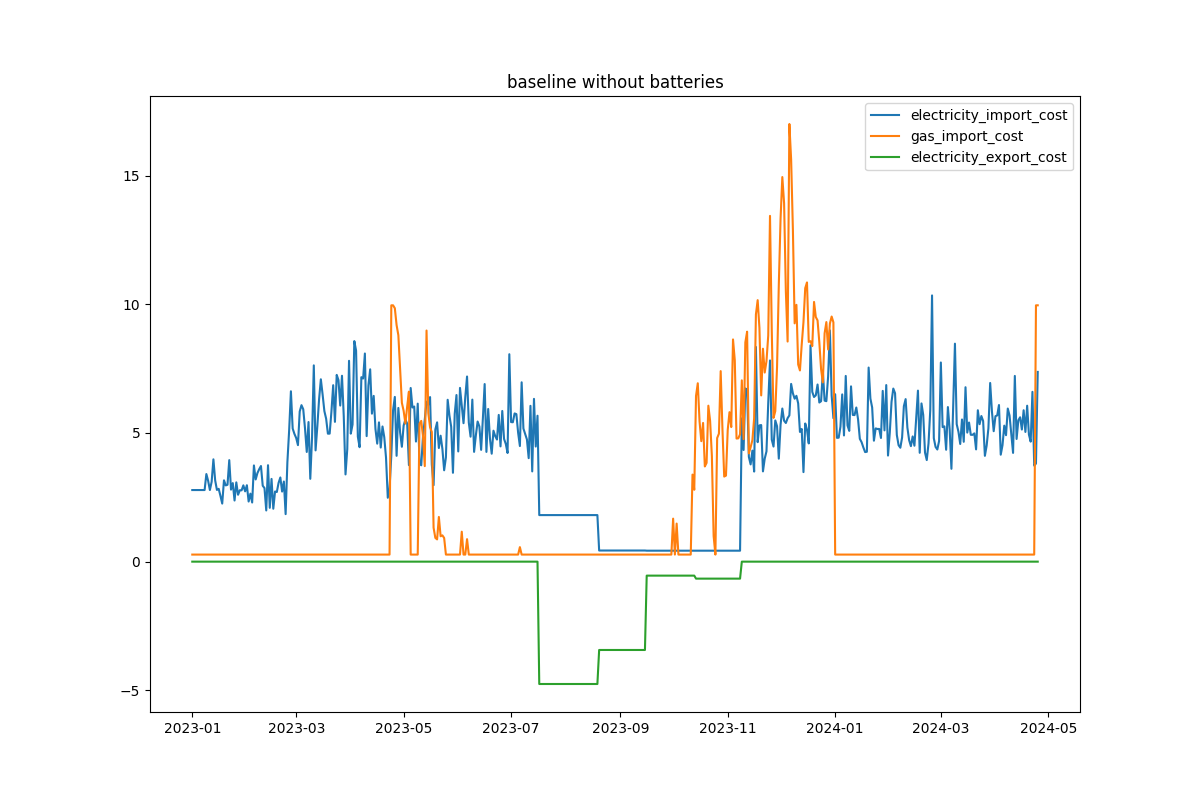 baseline without batteries
electricity_import_cost
gas_import_cost
electricity_export_cost
15
10
5
0
−5
2023-01 2023-03 2023-05 2023-07 2023-09 2023-11 2024-01 2024-03 2024-05